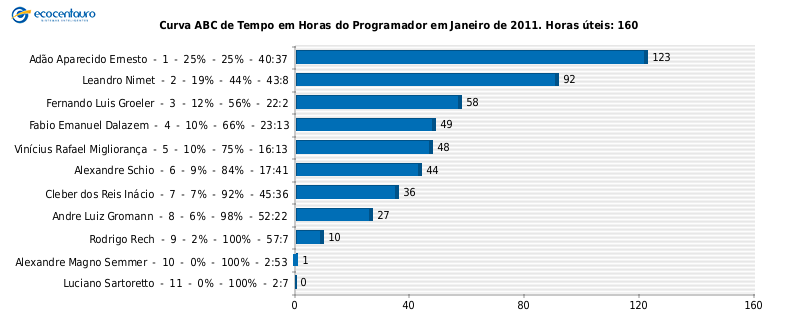 ecocentauro
Curva ABC de Tempo em Horas do Programador em Janeiro de 2011. Horas úteis: 160
Adão Aparecido Ernesto - 1 - 25% - 25% - 40:37 123
Leandro Nimet - 2 - 19% - 44% - 43:8 92
Fernando Luis Groeler - 3 - 12% - 56% - 22:2 58
Fabio Emanuel Dalazem - 4 - 10% - 66% - 23:13 49
Vinícius Rafael Migliorança - 5 - 10% - 75% - 16:13 48
Alexandre Schio - 6 - 9% - 84% - 17:41 44
Cleber dos Reis Inácio - 7 - 7% - 92% - 45:36 36
Andre Luiz Gromann - 8 - 6% - 98% - 52:22 27
Rodrigo Rech - 9 - 2% - 100% - 57:7 10
Alexandre Magno Semmer - 10 - 0% - 100% - 2:53 1
Luciano Sartoretto - 11 - 0% - 100% - 2:7 0
0 40 80 120 160